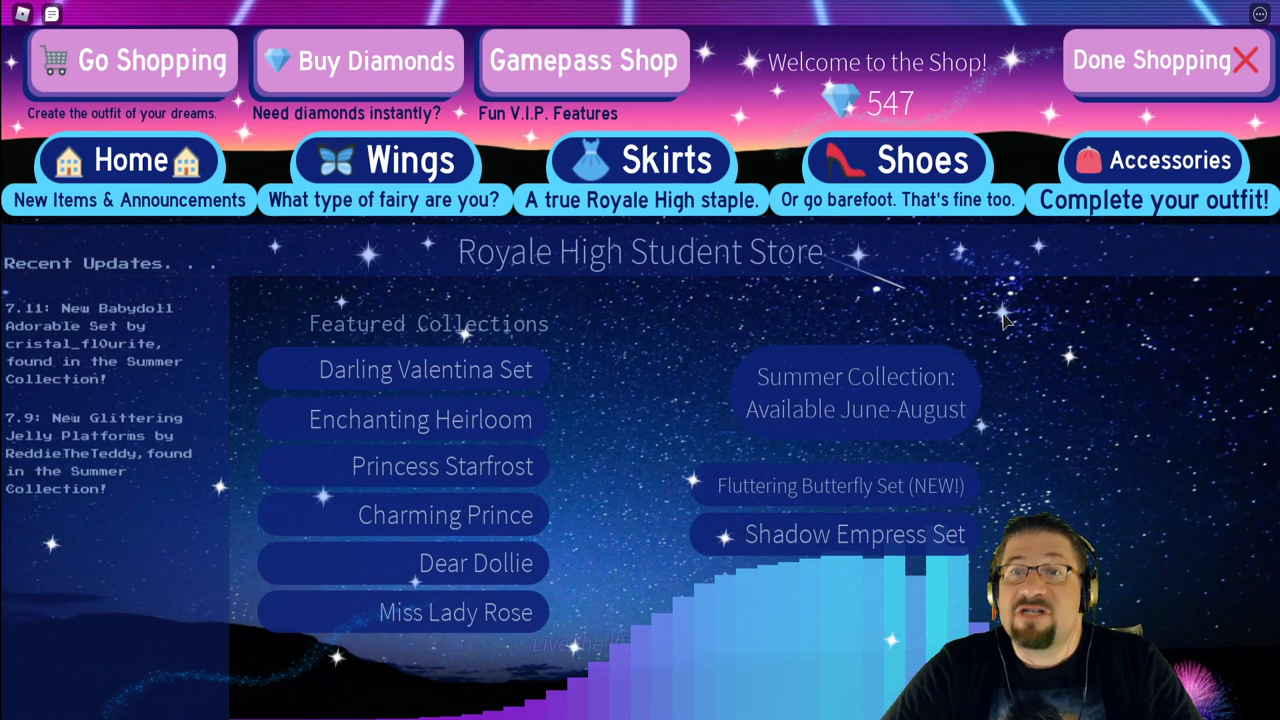 Go Shopping
Buy Diamonds
Gamepass Shop
Welcome to the Shop!
547
Done Shopping
Create the outfit of your dreams.
Need diamonds instantly?
Fun V.I.P. Features
Home
Wings
Skirts
Shoes
Accessories
New Items & Announcements
What type of fairy are you?
A true Royale High staple.
Or go barefoot. That's fine too.
Complete your outfit!
Royale High Student Store
Recent Updates. . .
7.11: New Babydoll
Adorable Set by
cristal_fl0urite,
found in the Summer
Collection!
7.9: New Glittering
Jelly Platforms by
ReddieTheTeddy,found
in the Summer
Collection!
Featured Collections
Darling Valentina Set
Enchanting Heirloom
Princess Starfrost
Charming Prince
Dear Dollie
Miss Lady Rose
Summer Collection:
Available June-August
Fluttering Butterfly Set (NEW!)
Shadow Empress Set
Live the